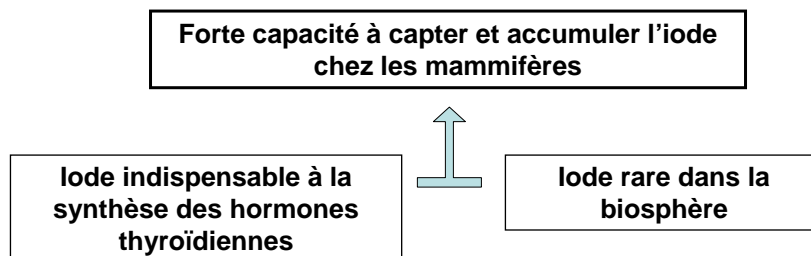 Forte capacité à capter et accumuler l’iode
chez les mammifères
Iode indispensable à la
synthèse des hormones
thyroïdiennes
Iode rare dans la
biosphère